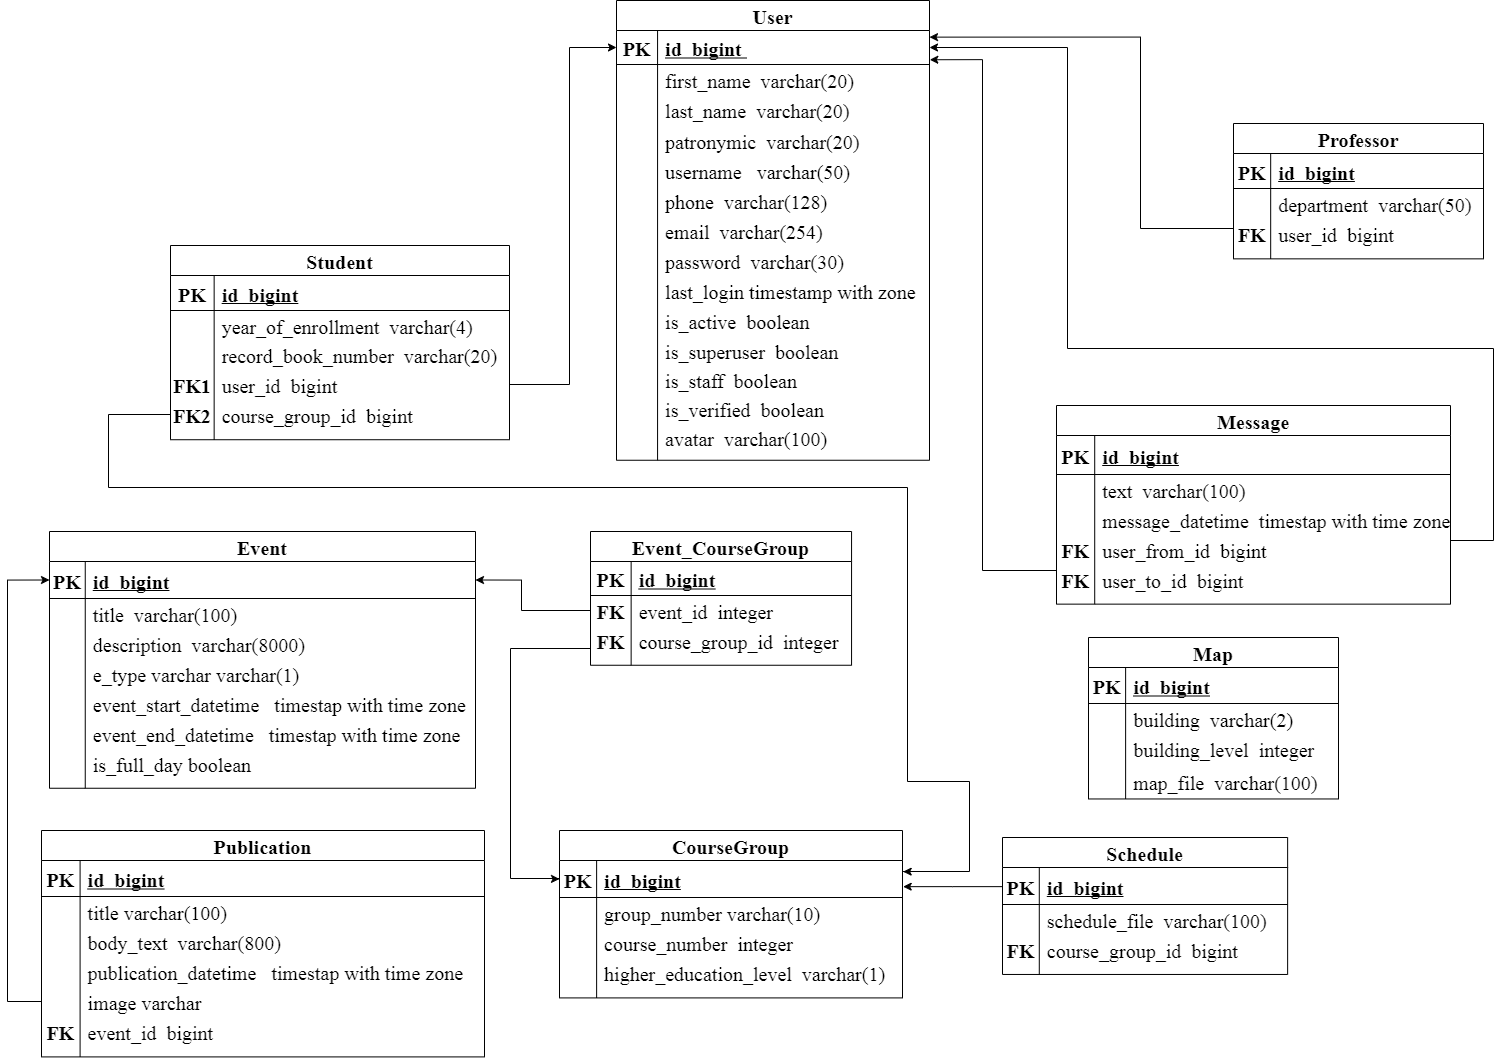 User
PK id_bigint
first_name varchar(20)
last_name varchar(20)
patronymic varchar(20)
username varchar(50)
phone varchar(128)
email varchar(254)
password varchar(30)
last_login timestamp with zone
is_active boolean
is_superuser boolean
is_staff boolean
is_verified boolean
avatar varchar(100)
Professor
PK id_bigint
department varchar(50)
FK user_id bigint
Student
PK id_bigint
year_of_enrollment varchar(4)
record_book_number varchar(20)
FK1 user_id bigint
FK2 course_group_id bigint
Message
PK id_bigint
text varchar(100)
message_datetime timestap with time zone
FK user_from_id bigint
FK user_to_id bigint
Event
PK id_bigint
title varchar(100)
description varchar(8000)
e_type varchar varchar(1)
event_start_datetime timestap with time zone
event_end_datetime timestap with time zone
is_full_day boolean
Event_CourseGroup
PK id_bigint
FK event_id integer
FK course_group_id integer
Map
PK id_bigint
building varchar(2)
building_level integer
map_file varchar(100)
Publication
PK id_bigint
title varchar(100)
body_text varchar(800)
publication_datetime timestap with time zone
image varchar
FK event_id bigint
CourseGroup
PK id_bigint
group_number varchar(10)
course_number integer
higher_education_level varchar(1)
Schedule
PK id_bigint
schedule_file varchar(100)
FK course_group_id bigint